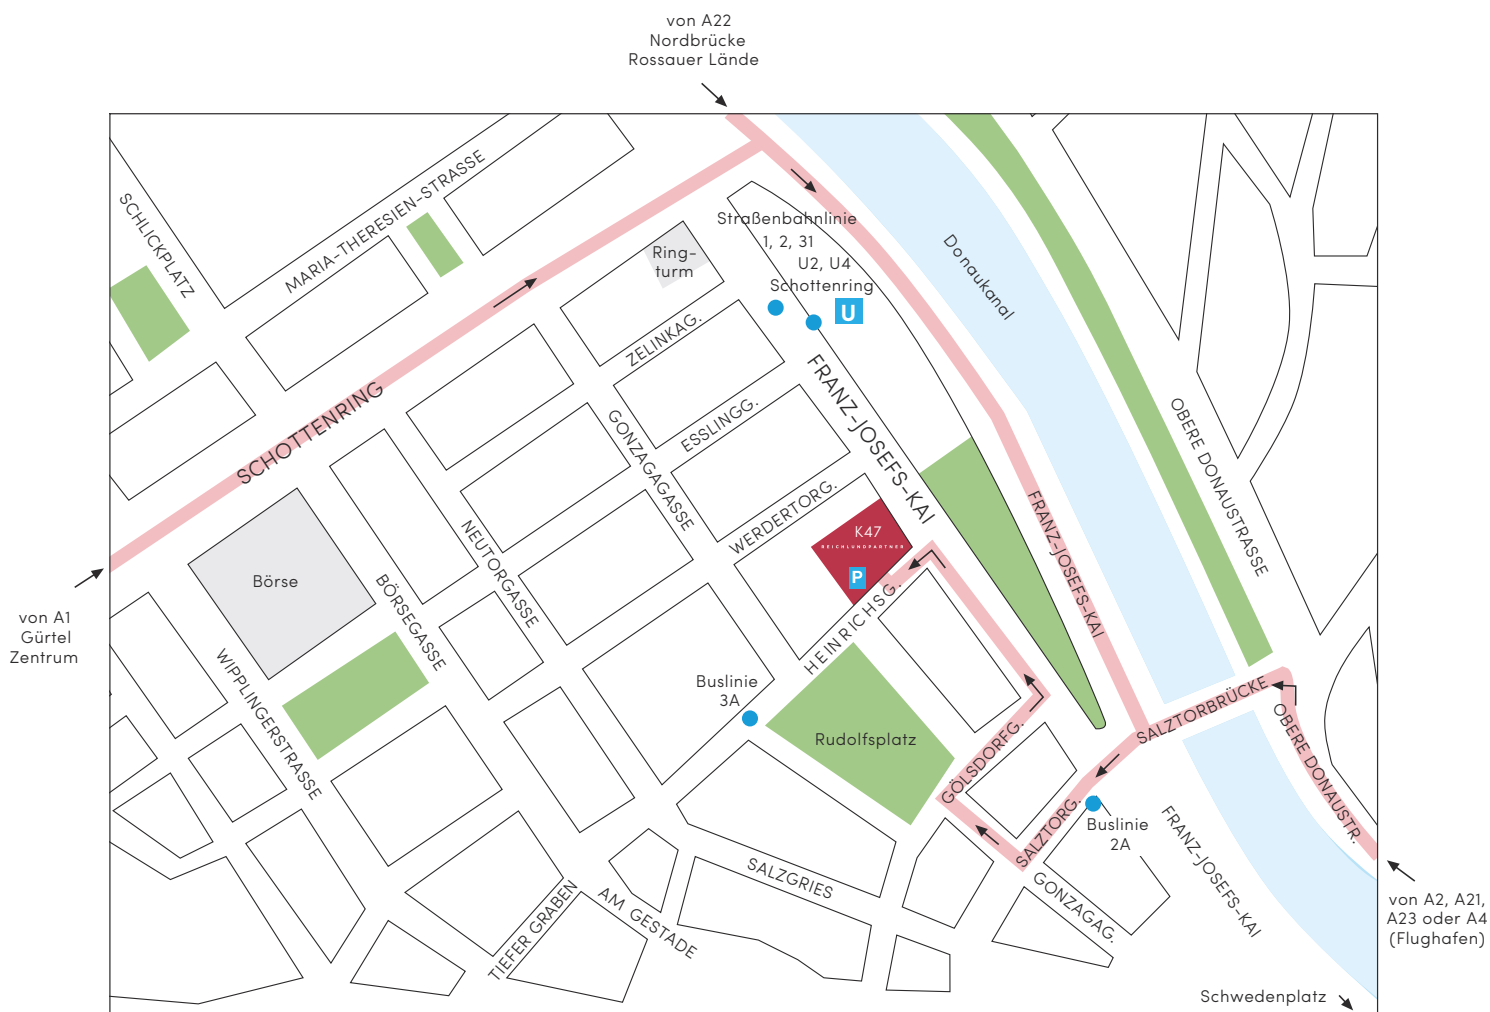 von A22
Nordbrücke
Rossauer Lände
SCHLICKPLATZ
MARIA-THERESIEN-STRASSE
Straßenbahnlinie
1, 2, 31
U2, U4
Schottenring
U
Ring-
turm
Donaukanal
ZELINKAG.
SCHOTTENRING
ESSLINGG.
FRANZ-JOSEFS-KAI
GONZAGAGASSE
OBERE DONAUSTRASSE
WERDERTORG.
K47
REICHLUNDPARTNER
P
FRANZ-JOSEFS-KAI
NEUTORGASSE
Börse
BÖRSEGASSE
HEINRICHSG.
von A1
Gürtel
Zentrum
WIPPLINGERSTRASSE
Buslinie
3A
Rudolfsplatz
SALZTORBRÜCKE
OBERE DONAUSTR.
GÖLSDORFG.
SALZTORG.
Buslinie
2A
FRANZ-JOSEFS-KAI
SALZGRIES
GONZAGAG.
TIEFER GRABEN
AM GESTADE
von A2, A21,
A23 oder A4
(Flughafen)
Schwedenplatz